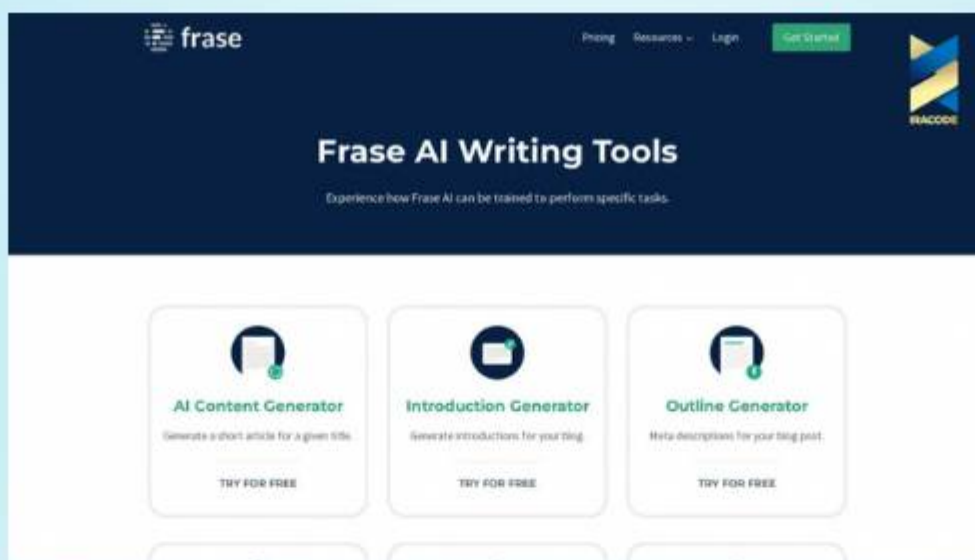 frase
Pricing Resources Login Get Started
IRACODE
Frase AI Writing Tools
Experience how Frase AI can be trained to perform specific tasks.
AI Content Generator
Generate a short article for a given title.
TRY FOR FREE
Introduction Generator
Generate introductions for your blog.
TRY FOR FREE
Outline Generator
Meta descriptions for your blog post.
TRY FOR FREE